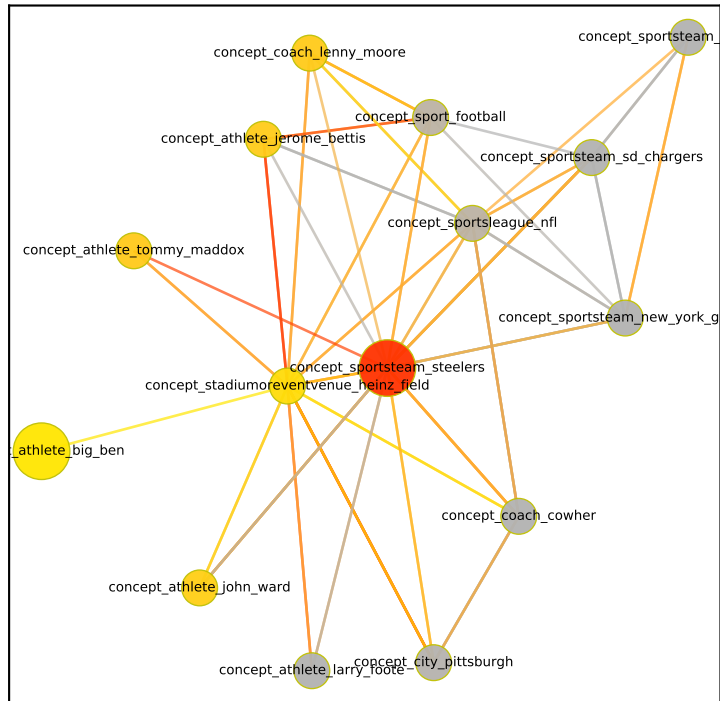 concept_sportsteam_
concept_coach_lenny_moore
concept_sport_football
concept_athlete_jerome_bettis
concept_sportsteam_sd_chargers
concept_sportsleague_nfl
concept_athlete_tommy_maddox
concept_sportsteam_new_york_g
concept_sportsteam_steelers
concept_stadiumoreventvenue_heinz_field
_athlete_big_ben
concept_coach_cowher
concept_athlete_john_ward
concept_city_pittsburgh
concept_athlete_larry_foote